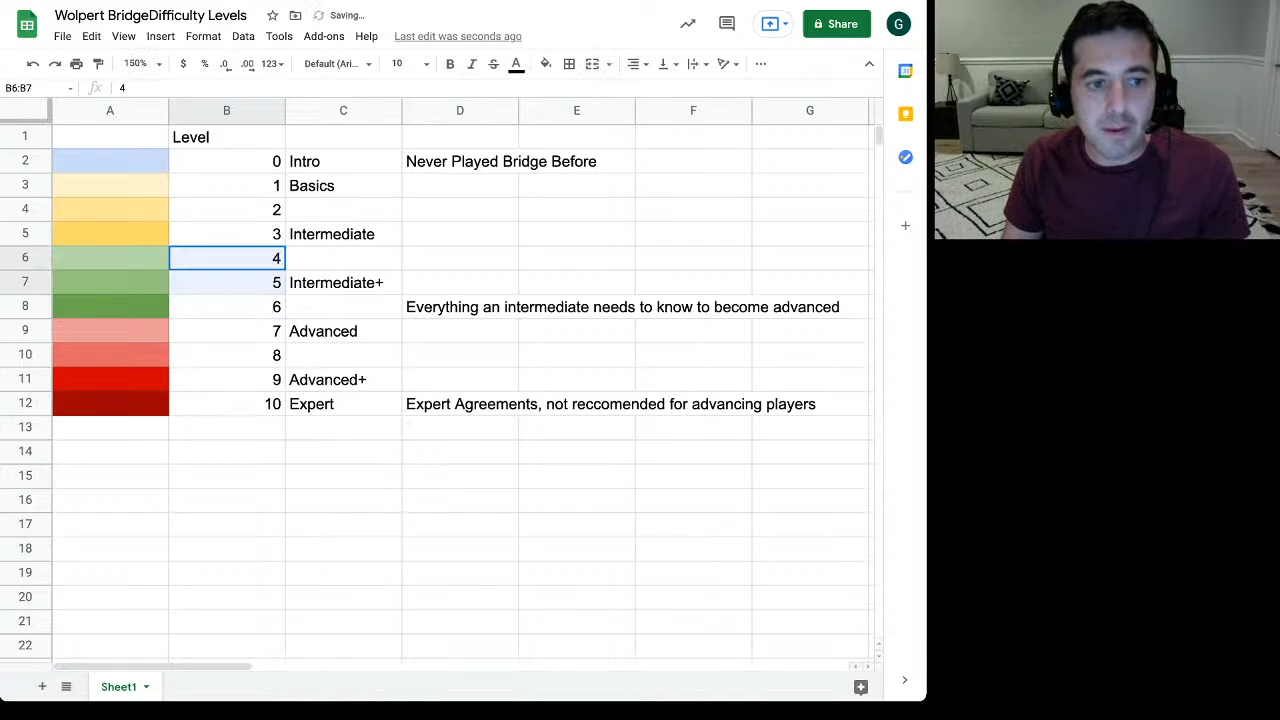 Wolpert BridgeDifficulty Levels
Saving...
Share
G
File Edit Insert Format Data Tools Add-ons Help Last edit was seconds ago
150% $ % .0 .00 123 Default (Ari... 10 B I S A
B6:B7 fx 4
A B C D E F G
1 Level
2 0 Intro Never Played Bridge Before
3 1 Basics
4 2
5 3 Intermediate
6 4
7 5 Intermediate+
8 6 Everything an intermediate needs to know to become advanced
9 7 Advanced
10 8
11 9 Advanced+
12 10 Expert Expert Agreements, not reccomended for advancing players
13
14
15
16
17
18
19
20
21
22
Sheet1